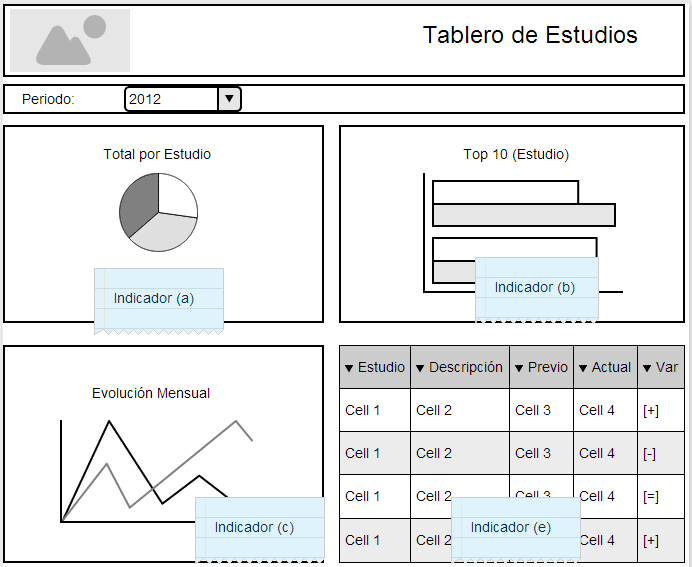 Tablero de Estudios
Periodo: 2012
Total por Estudio
Indicador (a)
Top 10 (Estudio)
Indicador (b)
Evolución Mensual
Indicador (c)
Estudio Descripción Previo Actual Var
Cell 1 Cell 2 Cell 3 Cell 4 [+]
Cell 1 Cell 2 Cell 3 Cell 4 [-]
Cell 1 Cell 2 Cell 3 Cell 4 [=]
Indicador (e)
Cell 1 Cell 2 Cell 4 [+]